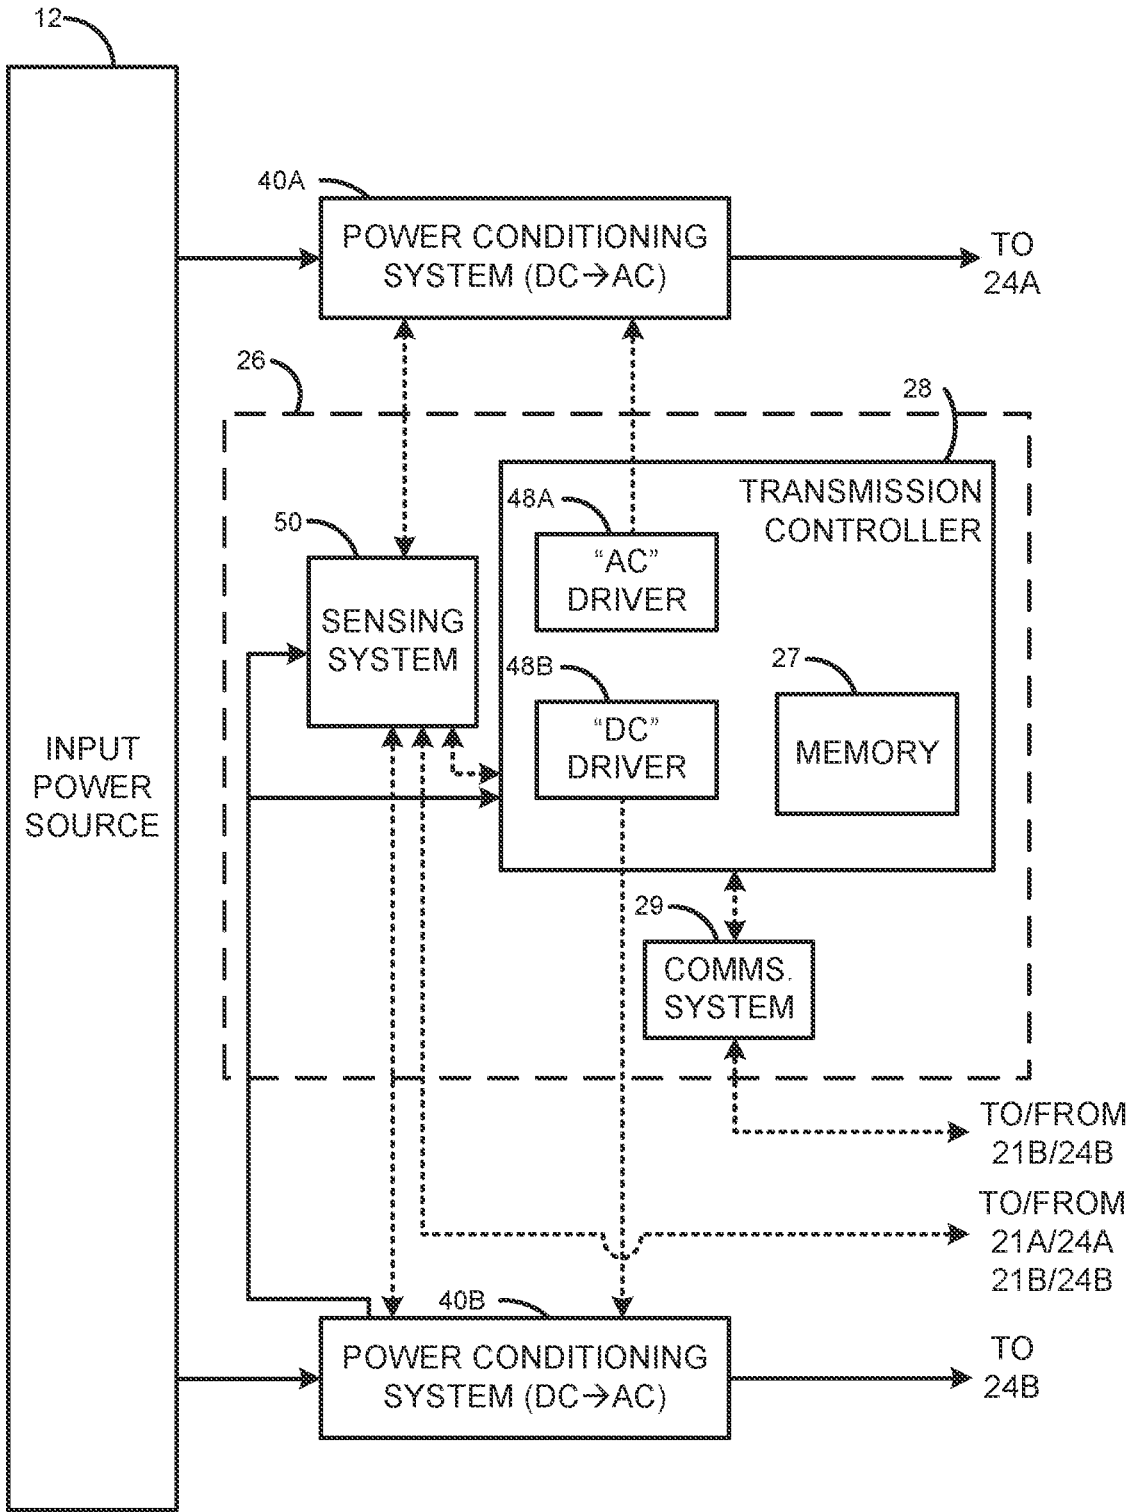 12
40A
POWER CONDITIONING
SYSTEM (DC→AC)
TO
24A
26
28
TRANSMISSION
CONTROLLER
48A
“AC”
DRIVER
50
SENSING
SYSTEM
48B
“DC”
DRIVER
27
MEMORY
INPUT
POWER
SOURCE
29
COMMS.
SYSTEM
TO/FROM
21B/24B
TO/FROM
21A/24A
21B/24B
40B
POWER CONDITIONING
SYSTEM (DC→AC)
TO
24B